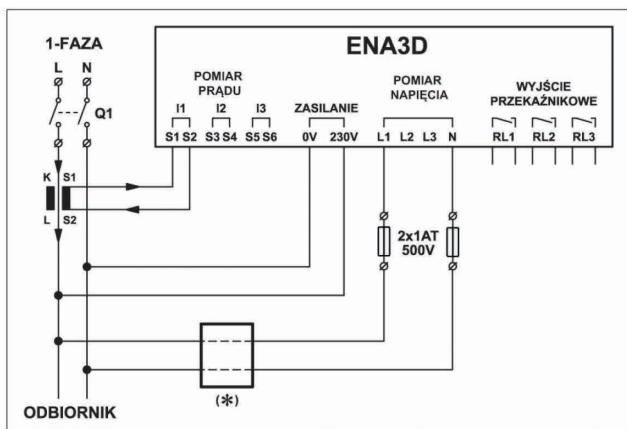 ENA3D
1-FAZA
L N
Q1
POMIAR
PRĄDU
I1 I2 I3
S1 S2 S3 S4 S5 S6
ZASILANIE
0V 230V
POMIAR
NAPIĘCIA
L1 L2 L3 N
WYJŚCIE
PRZEKAŹNIKOWE
RL1 RL2 RL3
K S1
L S2
2x1AT
500V
(*)
ODBIORNIK